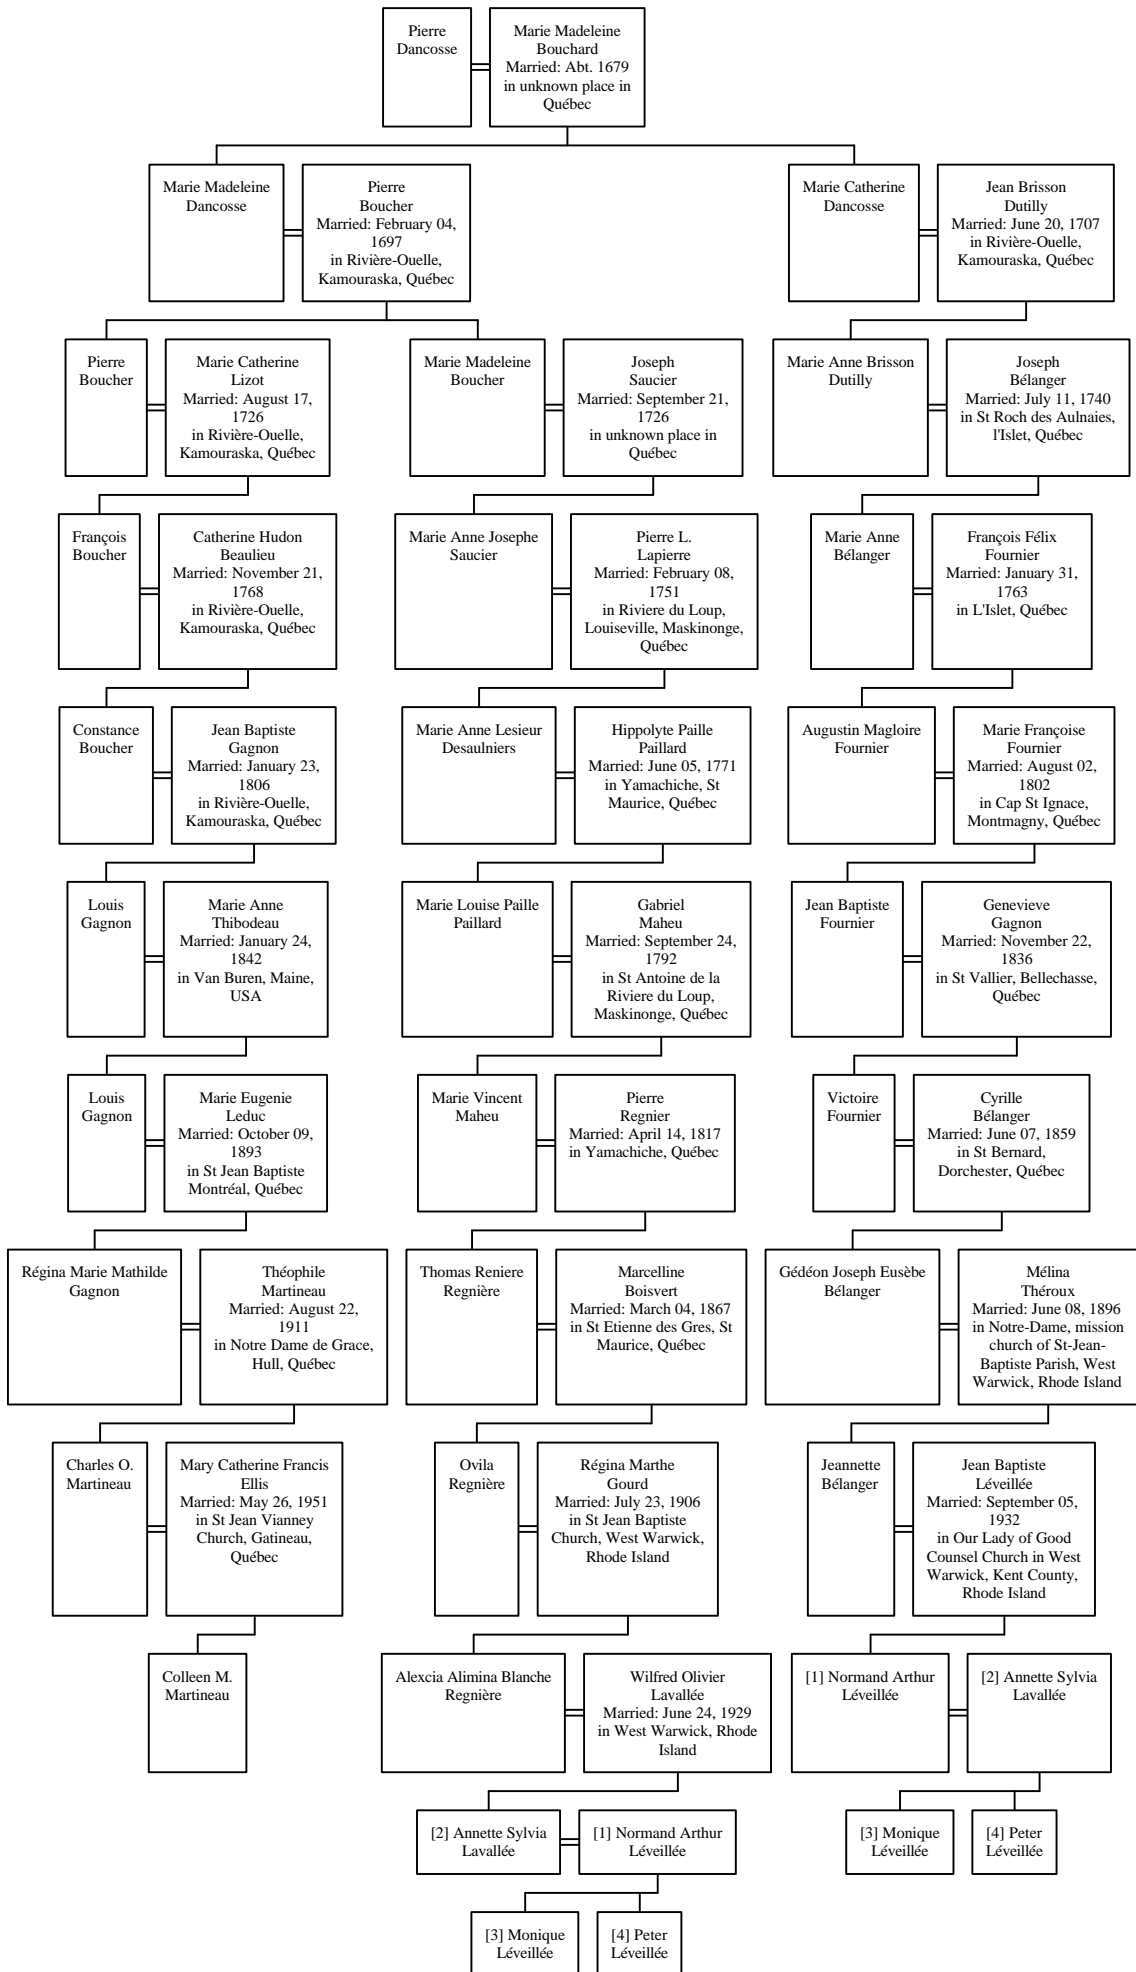 Pierre
Dancosse
Marie Madeleine
Bouchard
Married: Abt. 1679
in unknown place in
Québec
Marie Madeleine
Dancosse
Pierre
Boucher
Married: February 04,
1697
in Rivière-Ouelle,
Kamouraska, Québec
Marie Catherine
Dancosse
Jean Brisson
Dutilly
Married: June 20, 1707
in Rivière-Ouelle,
Kamouraska, Québec
Pierre
Boucher
Marie Catherine
Lizot
Married: August 17,
1726
in Rivière-Ouelle,
Kamouraska, Québec
Marie Madeleine
Boucher
Joseph
Saucier
Married: September 21,
1726
in unknown place in
Québec
Marie Anne Brisson
Dutilly
Joseph
Bélanger
Married: July 11, 1740
in St Roch des Aulnaies,
l'Islet, Québec
François
Boucher
Catherine Hudon
Beaulieu
Married: November 21,
1768
in Rivière-Ouelle,
Kamouraska, Québec
Marie Anne Josephe
Saucier
Pierre L.
Lapierre
Married: February 08,
1751
in Riviere du Loup,
Louiseville, Maskinonge,
Québec
Marie Anne
Bélanger
François Félix
Fournier
Married: January 31,
1763
in L'Islet, Québec
Constance
Boucher
Jean Baptiste
Gagnon
Married: January 23,
1806
in Rivière-Ouelle,
Kamouraska, Québec
Marie Anne Lesieur
Desaulniers
Hippolyte Paille
Paillard
Married: June 05, 1771
in Yamachiche, St
Maurice, Québec
Augustin Magloire
Fournier
Marie Françoise
Fournier
Married: August 02,
1802
in Cap St Ignace,
Montmagny, Québec
Louis
Gagnon
Marie Anne
Thibodeau
Married: January 24,
1842
in Van Buren, Maine,
USA
Marie Louise Paille
Paillard
Gabriel
Maheu
Married: September 24,
1792
in St Antoine de la
Riviere du Loup,
Maskinonge, Québec
Jean Baptiste
Fournier
Genevieve
Gagnon
Married: November 22,
1836
in St Vallier, Bellechasse,
Québec
Louis
Gagnon
Marie Eugenie
Leduc
Married: October 09,
1893
in St Jean Baptiste
Montréal, Québec
Marie Vincent
Maheu
Pierre
Regnier
Married: April 14, 1817
in Yamachiche, Québec
Victoire
Fournier
Cyrille
Bélanger
Married: June 07, 1859
in St Bernard,
Dorchester, Québec
Régina Marie Mathilde
Gagnon
Théophile
Martineau
Married: August 22,
1911
in Notre Dame de Grace,
Hull, Québec
Thomas Reniere
Regnière
Marcelline
Boisvert
Married: March 04, 1867
in St Etienne des Gres, St
Maurice, Québec
Gédéon Joseph Eusèbe
Bélanger
Mélina
Théroux
Married: June 08, 1896
in Notre-Dame, mission
church of St-Jean-
Baptiste Parish, West
Warwick, Rhode Island
Charles O.
Martineau
Mary Catherine Francis
Ellis
Married: May 26, 1951
in St Jean Vianney
Church, Gatineau,
Québec
Ovila
Regnière
Régina Marthe
Gourd
Married: July 23, 1906
in St Jean Baptiste
Church, West Warwick,
Rhode Island
Jeannette
Bélanger
Jean Baptiste
Léveillée
Married: September 05,
1932
in Our Lady of Good
Counsel Church in West
Warwick, Kent County,
Rhode Island
Colleen M.
Martineau
Alexcia Alimina Blanche
Regnière
Wilfred Olivier
Lavallée
Married: June 24, 1929
in West Warwick, Rhode
Island
[1] Normand Arthur
Léveillée
[2] Annette Sylvia
Lavallée
[2] Annette Sylvia
Lavallée
[1] Normand Arthur
Léveillée
[3] Monique
Léveillée
[4] Peter
Léveillée
[3] Monique
Léveillée
[4] Peter
Léveillée